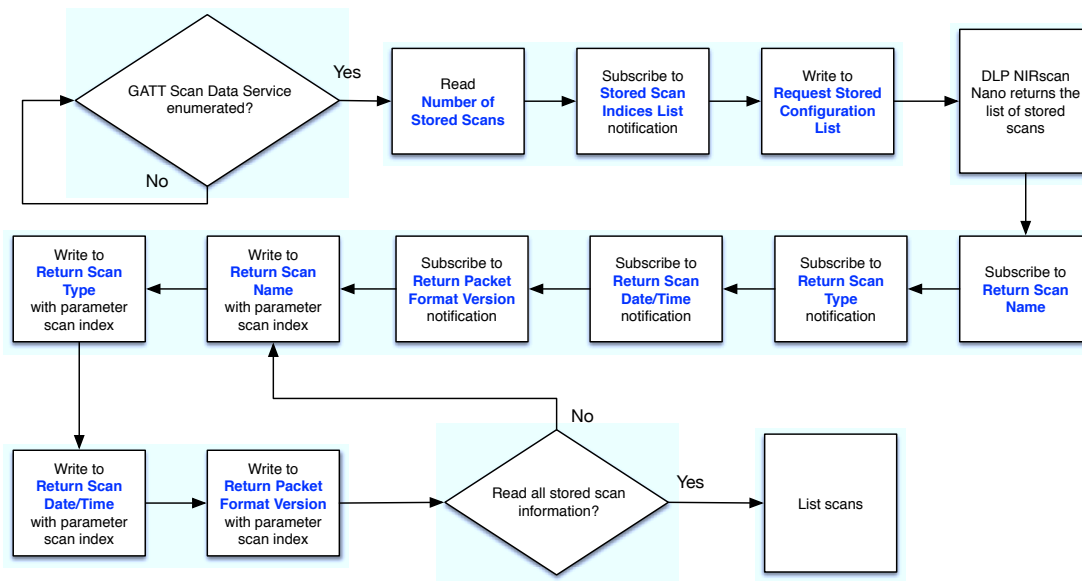 GATT Scan Data Service
enumerated?
Yes
No
Read
Number of
Stored Scans
Subscribe to
Stored Scan
Indices List
notification
Write to
Request Stored
Configuration
List
DLP NIRscan
Nano returns the
list of stored
scans
Write to
Return Scan
Type
with parameter
scan index
Write to
Return Scan
Name
with parameter
scan index
Subscribe to
Return Packet
Format Version
notification
Subscribe to
Return Scan
Date/Time
notification
Subscribe to
Return Scan
Type
notification
Subscribe to
Return Scan
Name
Write to
Return Scan
Date/Time
with parameter
scan index
Write to
Return Packet
Format Version
with parameter
scan index
No
Read all stored scan
information?
Yes
List scans